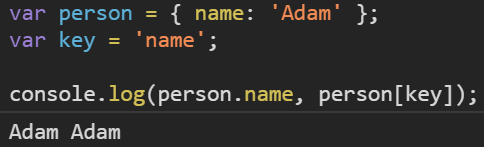 var person = { name: 'Adam' };
var key = 'name';
console.log(person.name, person[key]);
Adam Adam